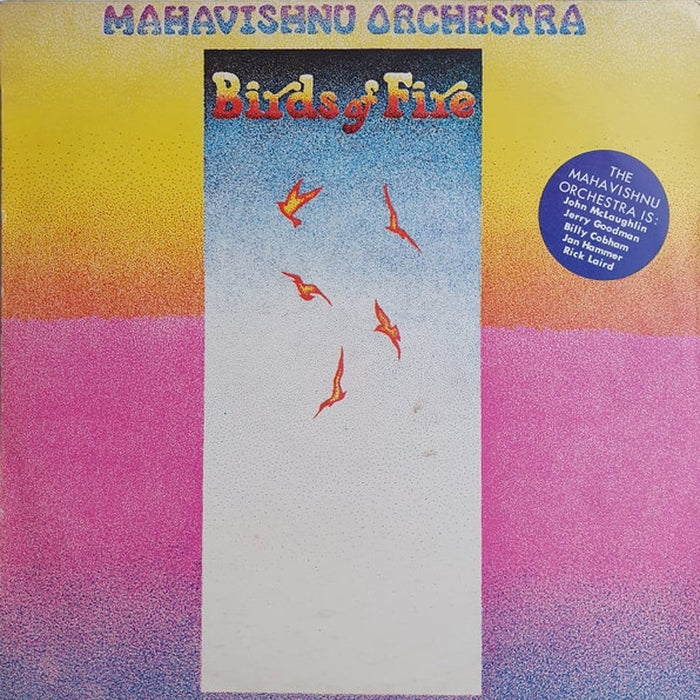 MAHAVISHNU ORCHESTRA
Birds of Fire
THE
MAHAVISHNU
ORCHESTRA IS:
John McLaughlin
Jerry Goodman
Billy Cobham
Jan Hammer
Rick Laird